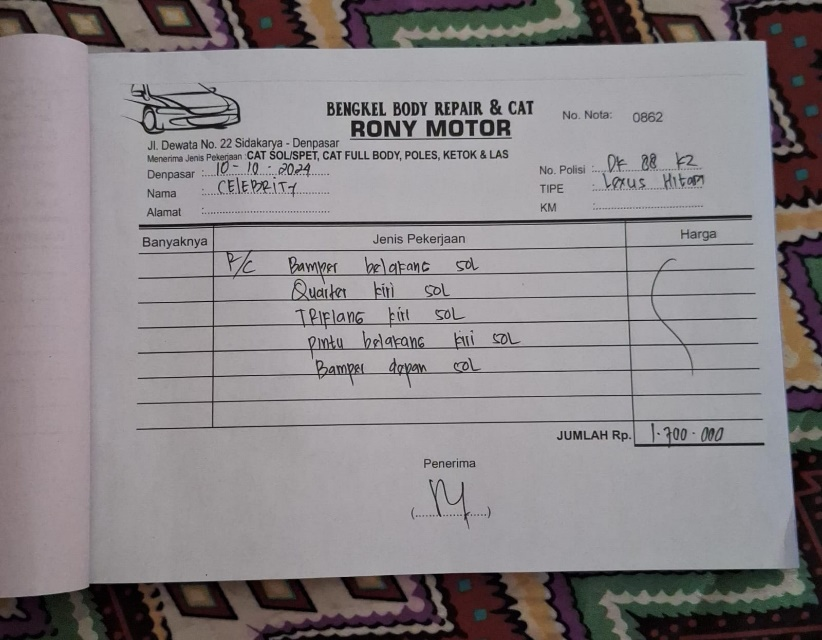 BENGKEL BODY REPAIR & CAT
RONY MOTOR
No. Nota: 0862
Jl. Dewata No. 22 Sidakarya - Denpasar
Menerima Jenis Pekerjaan : CAT SOL/SPET, CAT FULL BODY, POLES, KETOK & LAS
Denpasar : 10 - 10 - 2024
Nama : CELEBRITY
Alamat :
No. Polisi : DK 88 KZ
TIPE : Lexus Hitam
KM :
Banyaknya Jenis Pekerjaan Harga
P/C Bamper belakang sol
Quarter kiri sol
TRIPlang kiri sol
Pintu belakang kiri sol
Bamper depan sol
JUMLAH Rp. 1.700.000
Penerima
(....................)